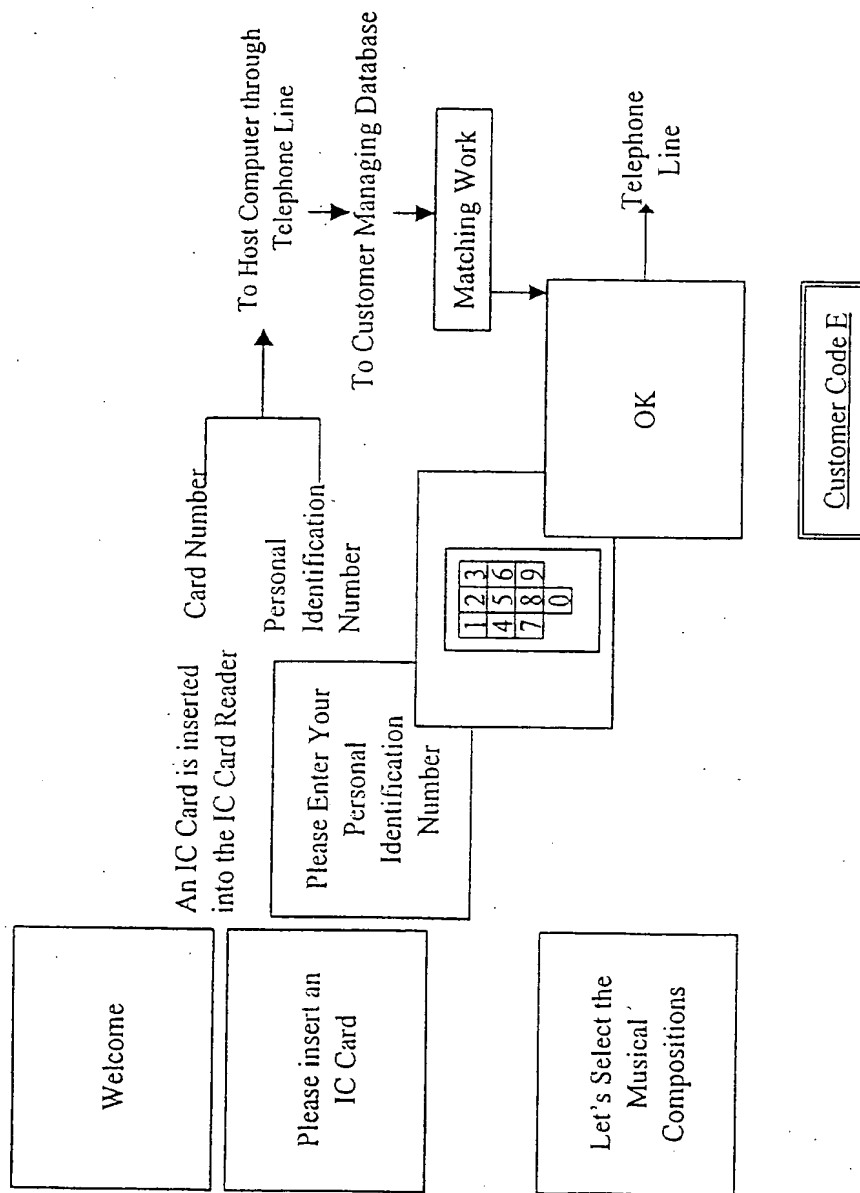 Welcome
Please insert an
IC Card
An IC Card is inserted
into the IC Card Reader
Please Enter Your
Personal
Identification
Number
Card Number
Personal
Identification
Number
To Host Computer through
Telephone Line
To Customer Managing Database
Matching Work
1 2 3
4 5 6
7 8 9
0
OK
Telephone
Line
Let's Select the
Musical
Compositions
Customer Code E